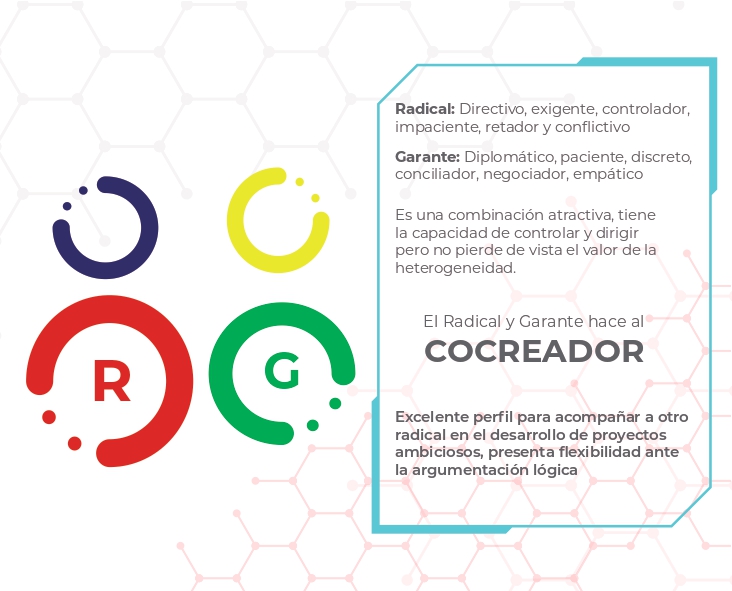 Radical: Directivo, exigente, controlador,
impaciente, retador y conflictivo
Garante: Diplomático, paciente, discreto,
conciliador, negociador, empático
Es una combinación atractiva, tiene
la capacidad de controlar y dirigir
pero no pierde de vista el valor de la
heterogeneidad.
R
G
El Radical y Garante hace al
COCREADOR
Excelente perfil para acompañar a otro
radical en el desarrollo de proyectos
ambiciosos, presenta flexibilidad ante
la argumentación lógica